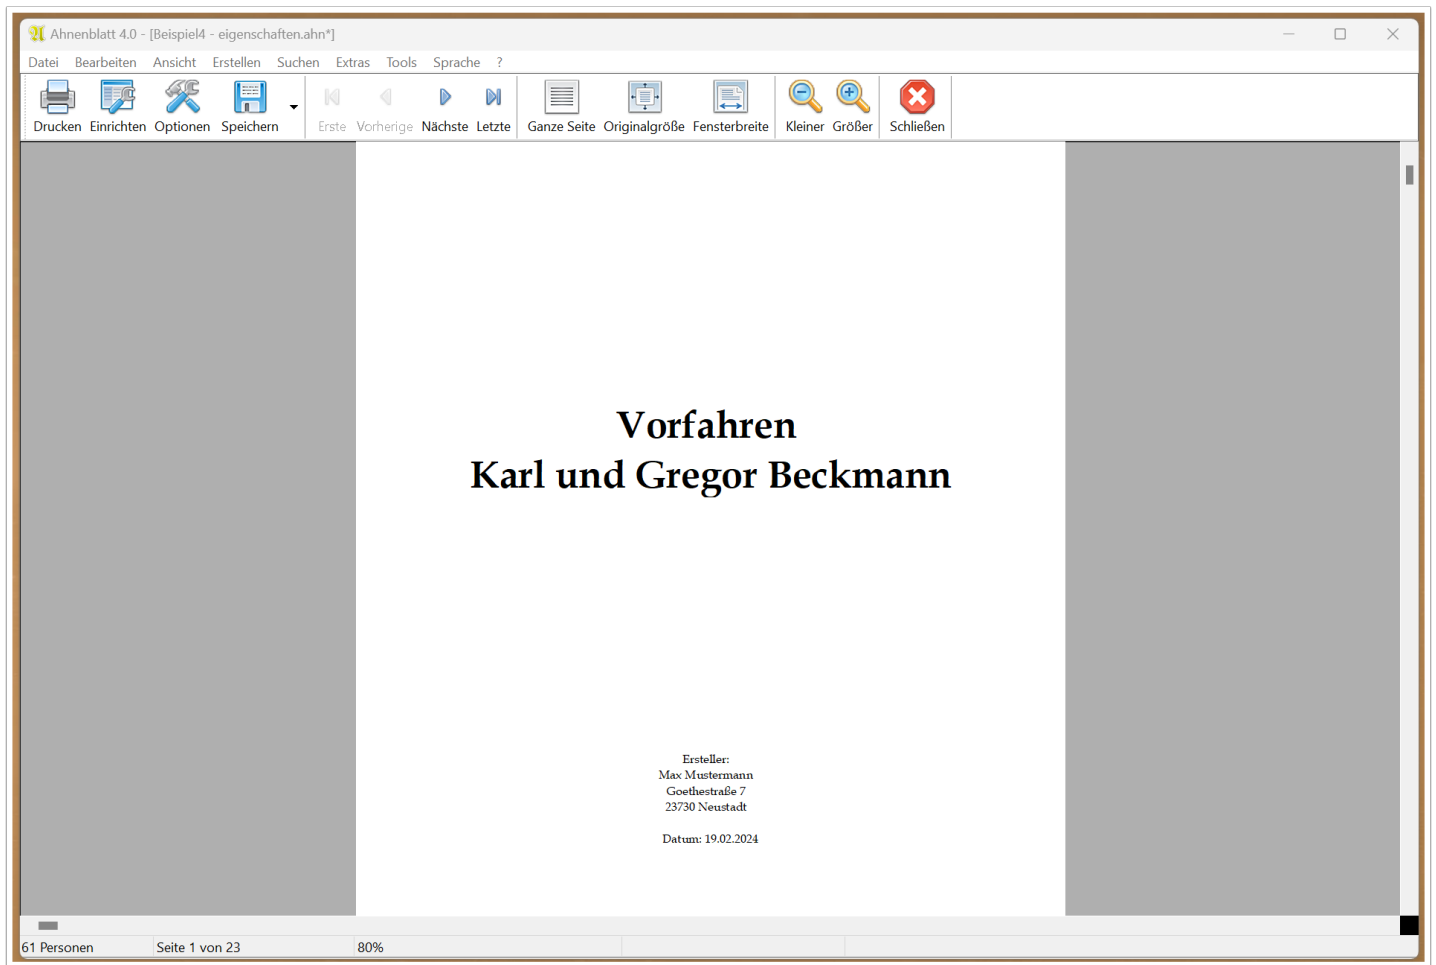 Ahnenblatt 4.0 - [Beispiel4 - eigenschaften.ahn*]
Datei Bearbeiten Ansicht Erstellen Suchen Extras Tools Sprache ?
Drucken Einrichten Optionen Speichern Erste Vorherige Nächste Letzte Ganze Seite Originalgröße Fensterbreite Kleiner Größer Schließen
Vorfahren
Karl und Gregor Beckmann
Ersteller:
Max Mustermann
Goethestraße 7
23730 Neustadt
Datum: 19.02.2024
61 Personen Seite 1 von 23 80%